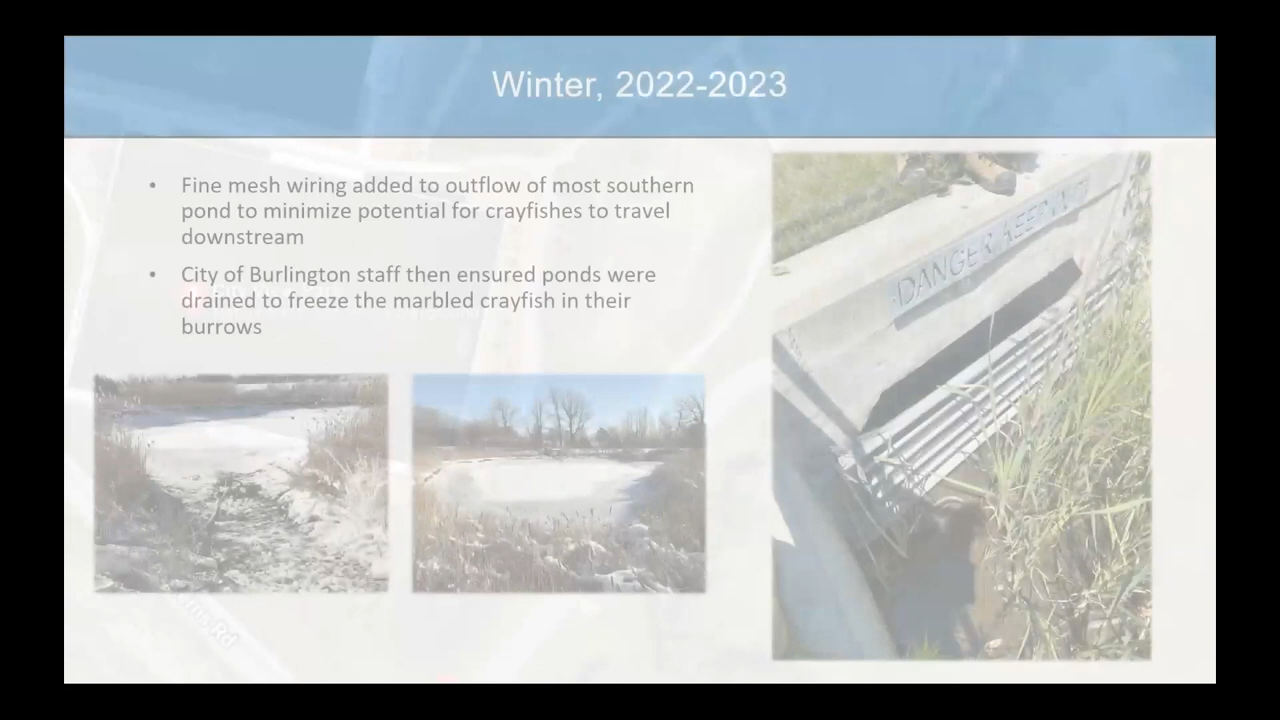 Winter, 2022-2023
• Fine mesh wiring added to outflow of most southern
pond to minimize potential for crayfishes to travel
downstream
• City of Burlington staff then ensured ponds were
drained to freeze the marbled crayfish in their
burrows
DANGER KEEP
Rd